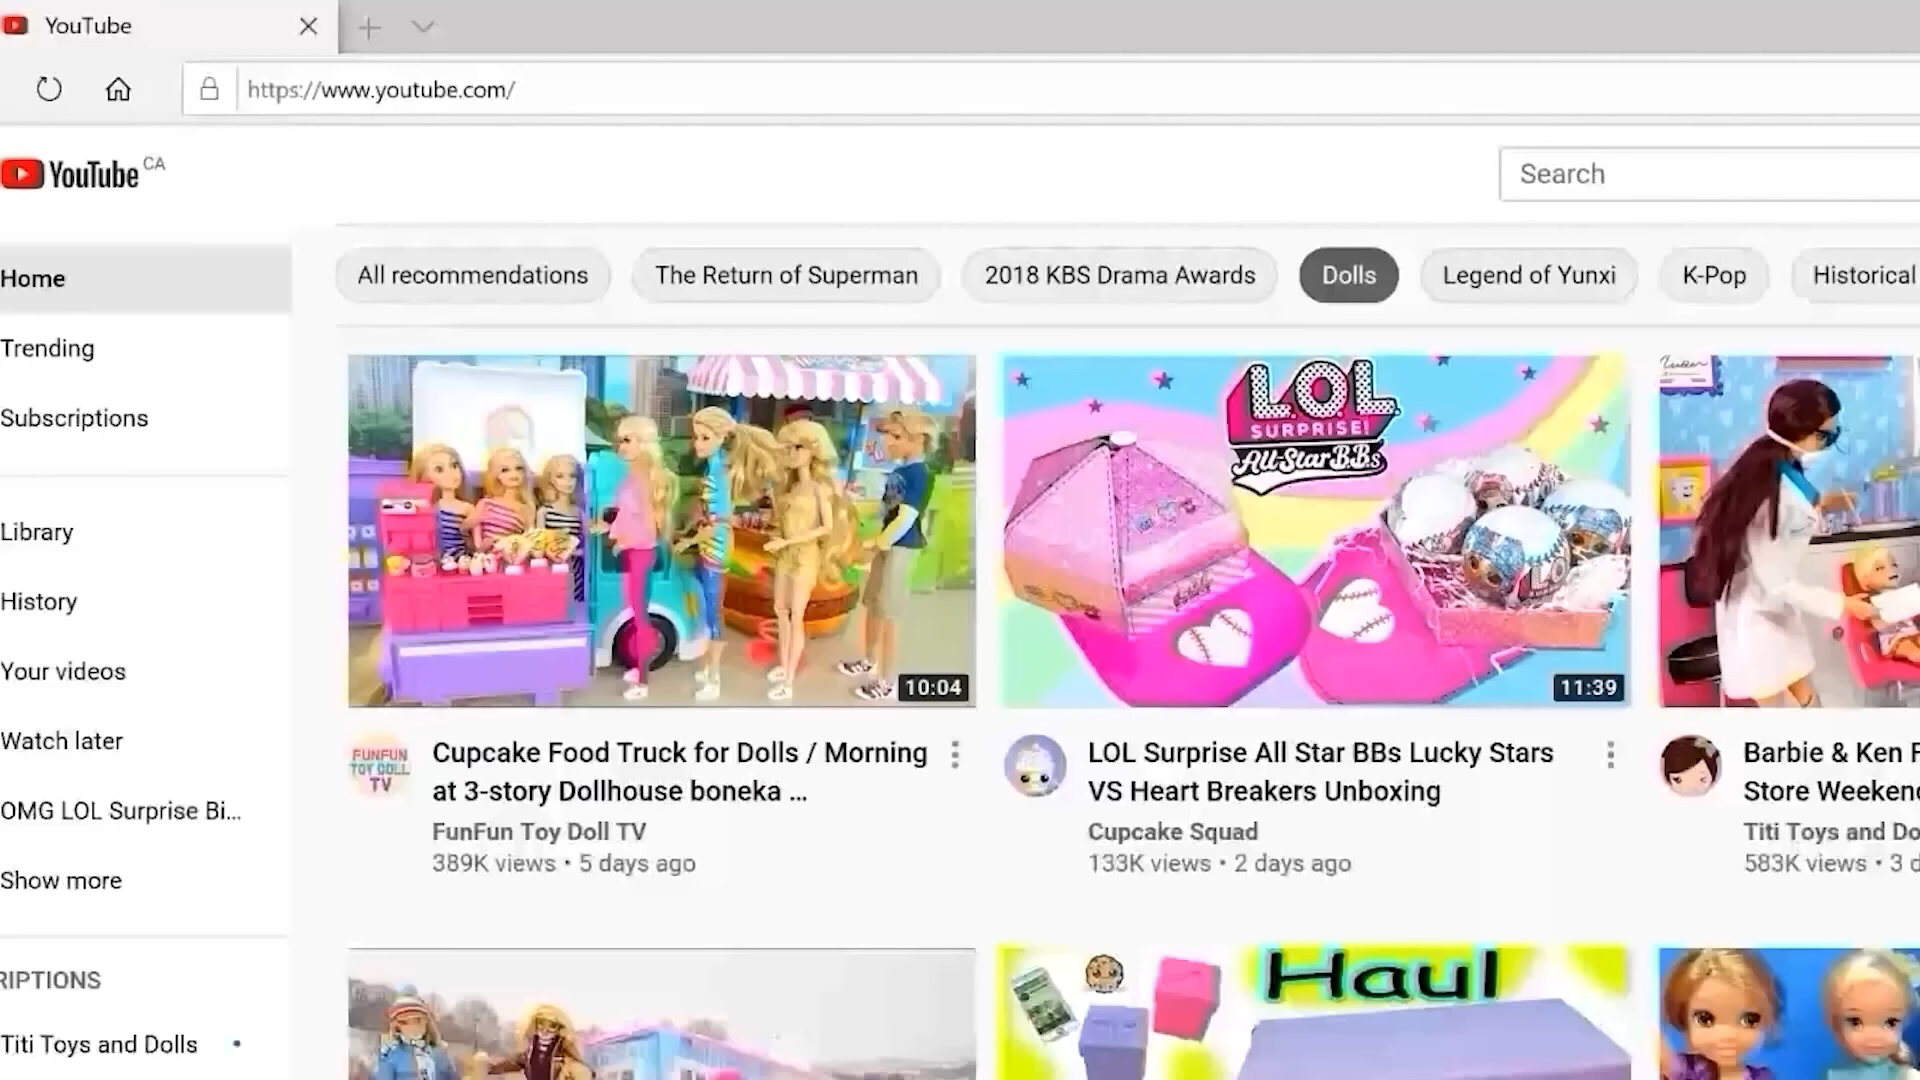 YouTube
https://www.youtube.com/
YouTube CA
Search
Home
Trending
Subscriptions
Library
History
Your videos
Watch later
OMG LOL Surprise Bi...
Show more
RIPTIONS
Titi Toys and Dolls
All recommendations
The Return of Superman
2018 KBS Drama Awards
Dolls
Legend of Yunxi
K-Pop
Historical
10:04
FUNFUN
TOY DOLL
TV
Cupcake Food Truck for Dolls / Morning
at 3-story Dollhouse boneka ...
FunFun Toy Doll TV
389K views • 5 days ago
L.O.L.
SURPRISE!
All-Star B.B.s
11:39
LOL Surprise All Star BBs Lucky Stars
VS Heart Breakers Unboxing
Cupcake Squad
133K views • 2 days ago
Barbie & Ken F
Store Weeken
Titi Toys and Do
583K views • 3 d
Haul